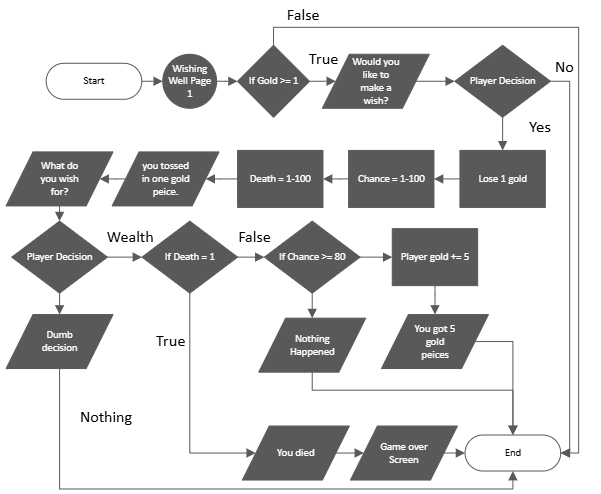 False
Start
Wishing
Well Page
1
If Gold >= 1
True
Would you
like to
make a
wish?
Player Decision
No
Yes
What do
you wish
for?
you tossed
in one gold
peice.
Death = 1-100
Chance = 1-100
Lose 1 gold
Player Decision
Wealth
If Death = 1
False
If Chance >= 80
Player gold += 5
Dumb
decision
True
Nothing
Happened
You got 5
gold
peices
Nothing
You died
Game over
Screen
End